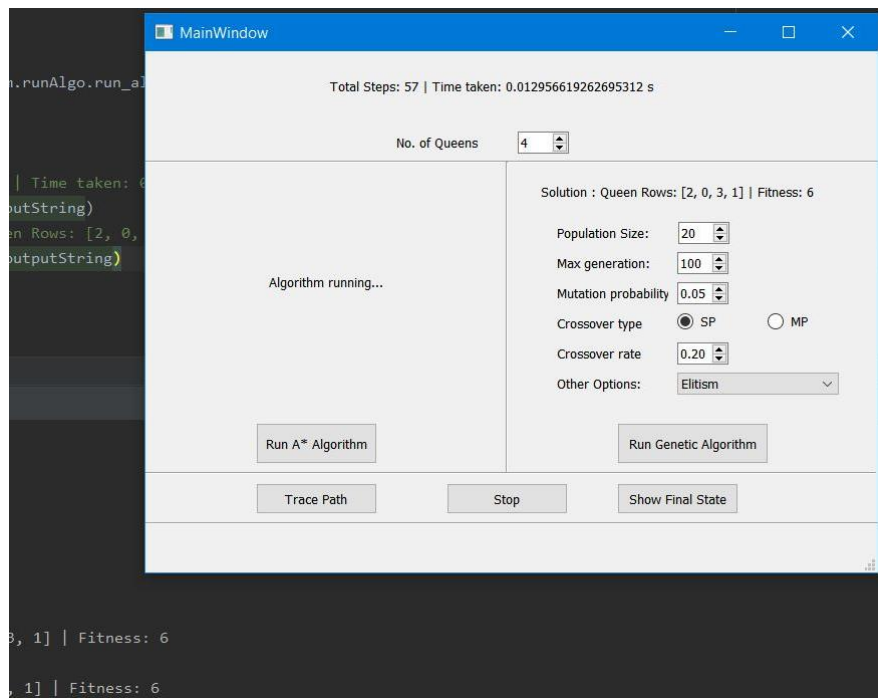 MainWindow
n.runAlgo.run_al
Total Steps: 57 | Time taken: 0.012956619262695312 s
No. of Queens 4
| Time taken: 0
Solution : Queen Rows: [2, 0, 3, 1] | Fitness: 6
outString)
en Rows: [2, 0,
Population Size: 20
outputString)
Max generation: 100
Algorithm running...
Mutation probability 0.05
Crossover type SP MP
Crossover rate 0.20
Other Options: Elitism
Run A* Algorithm
Run Genetic Algorithm
Trace Path Stop Show Final State
3, 1] | Fitness: 6
, 1] | Fitness: 6